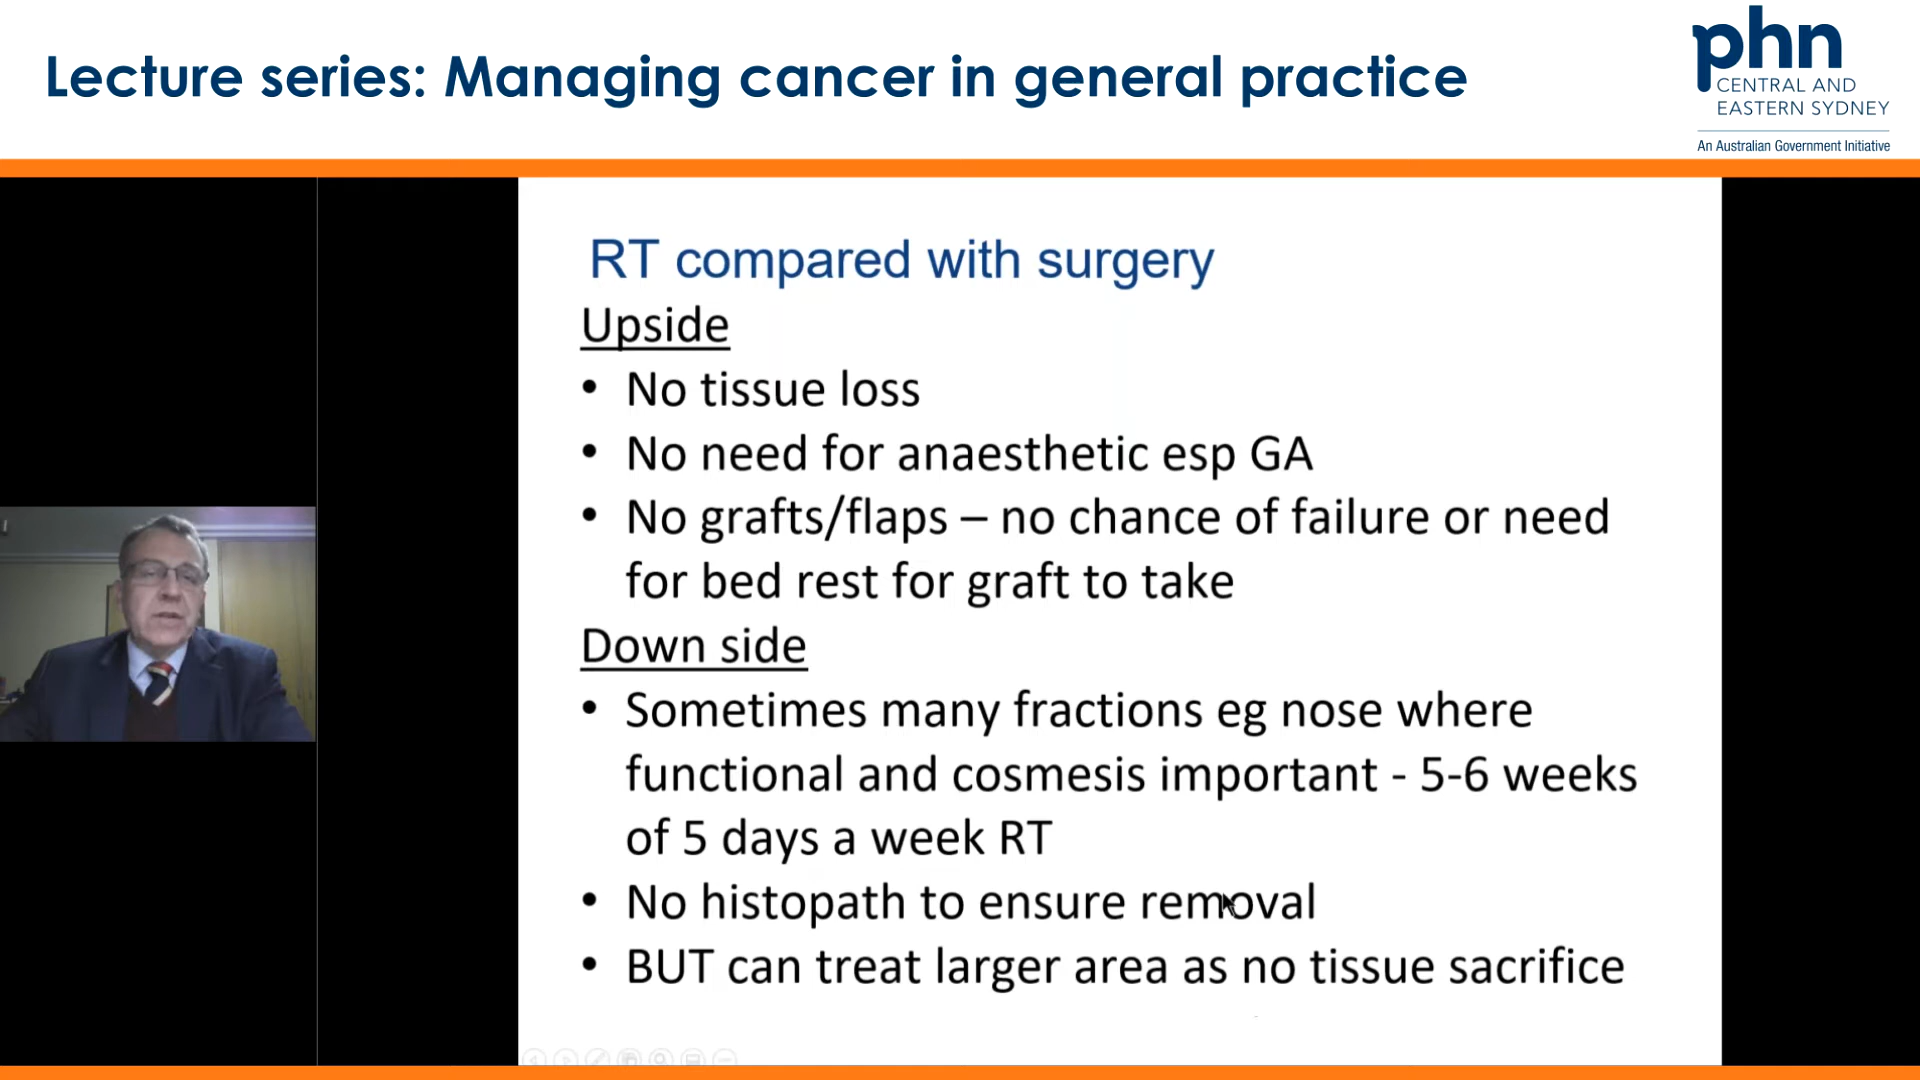 Lecture series: Managing cancer in general practice
phn
CENTRAL AND
EASTERN SYDNEY
An Australian Government Initiative
RT compared with surgery
Upside
• No tissue loss
• No need for anaesthetic esp GA
• No grafts/flaps – no chance of failure or need
for bed rest for graft to take
Down side
• Sometimes many fractions eg nose where
functional and cosmesis important - 5-6 weeks
of 5 days a week RT
• No histopath to ensure removal
• BUT can treat larger area as no tissue sacrifice